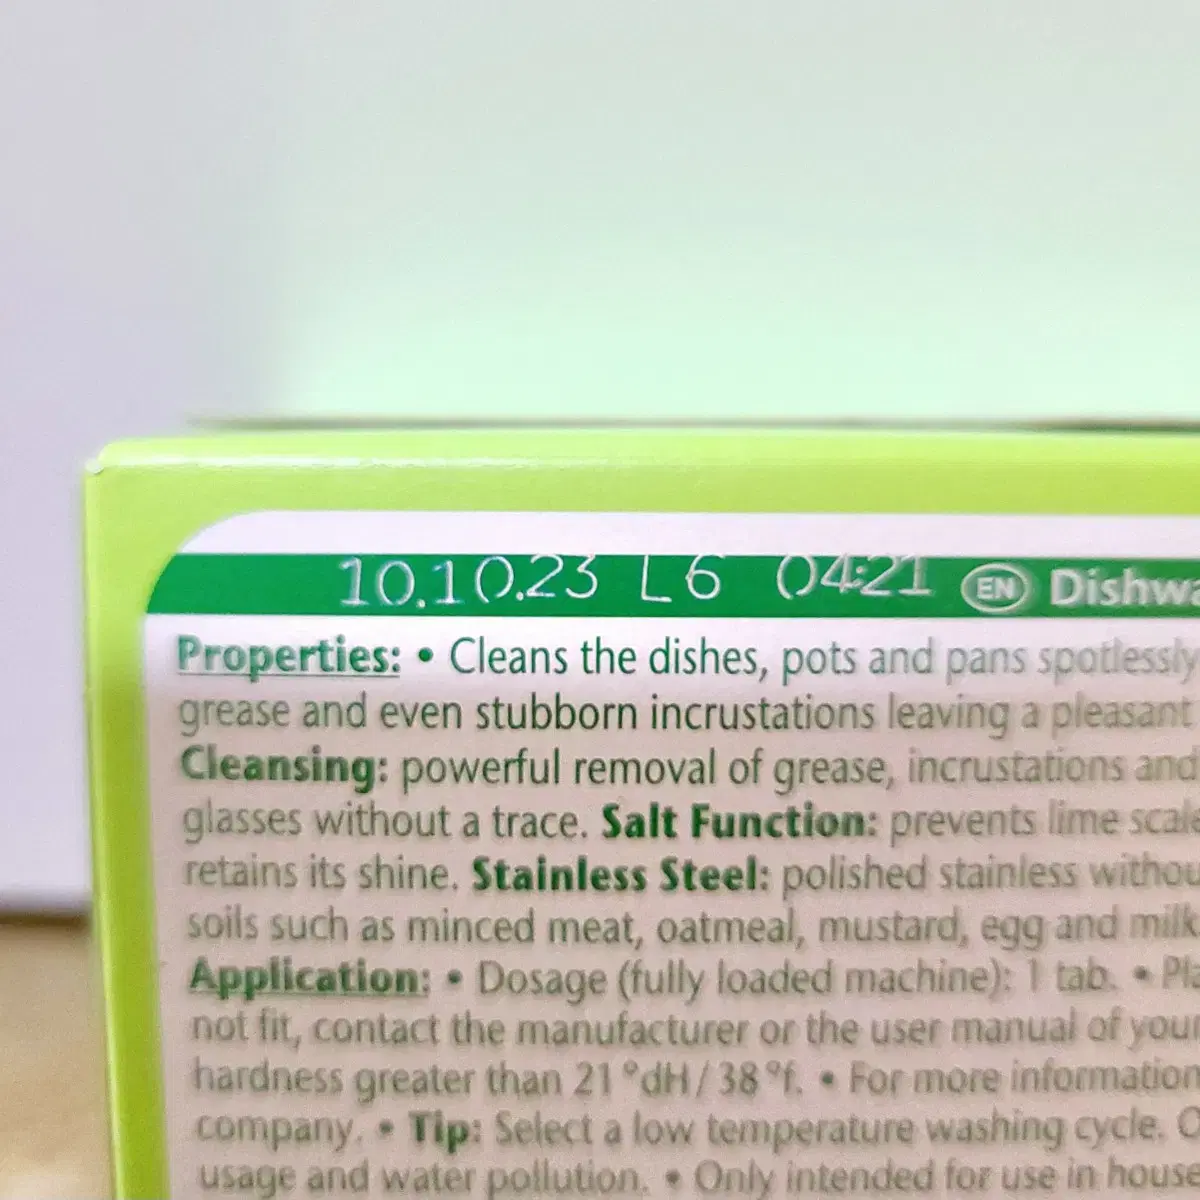 10.10.23 L6 04:21 EN Dishwa
Properties: • Cleans the dishes, pots and pans spotlessly
grease and even stubborn incrustations leaving a pleasant
Cleansing: powerful removal of grease, incrustations and
glasses without a trace. Salt Function: prevents lime scale
retains its shine. Stainless Steel: polished stainless withou
soils such as minced meat, oatmeal, mustard, egg and milk
Application: • Dosage (fully loaded machine): 1 tab. • Pla
not fit, contact the manufacturer or the user manual of your
hardness greater than 21 °dH / 38 °f. • For more information
company. • Tip: Select a low temperature washing cycle. O
usage and water pollution. • Only intended for use in house